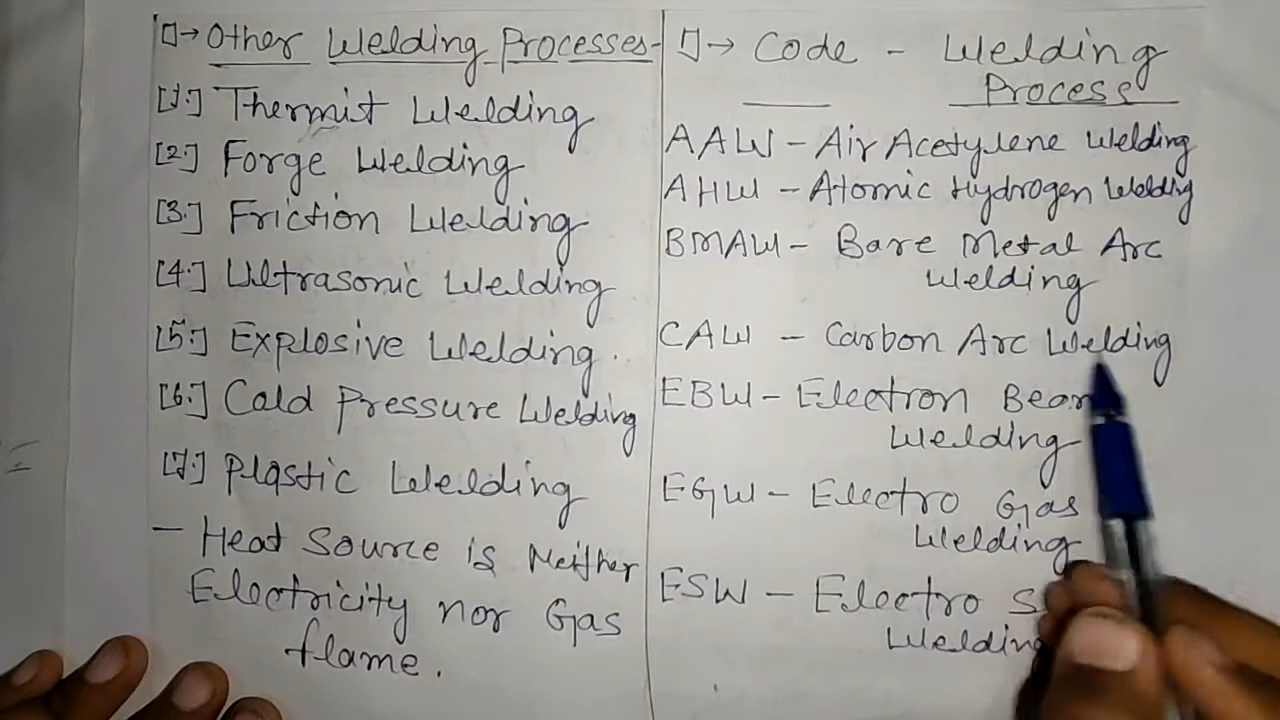 ▯→ Other Welding Processes-
[1.] Thermit Welding
[2.] Forge Welding
[3.] Friction Welding
[4.] Ultrasonic Welding
[5.] Explosive Welding.
[6.] Cald Pressure Welding
[7.] Plastic Welding
- Heat Source is Neither
Electricity nor Gas
flame.
▯→ Code - Welding
Process
AAW - Air Acetylene Welding
AHW - Atomic Hydrogen Welding
BMAW - Bare Metal Arc
Welding
CAW - Carbon Arc Welding
EBW - Electron
Welding
EGW - Electro Gas
Welding
ESW - Electro
Welding